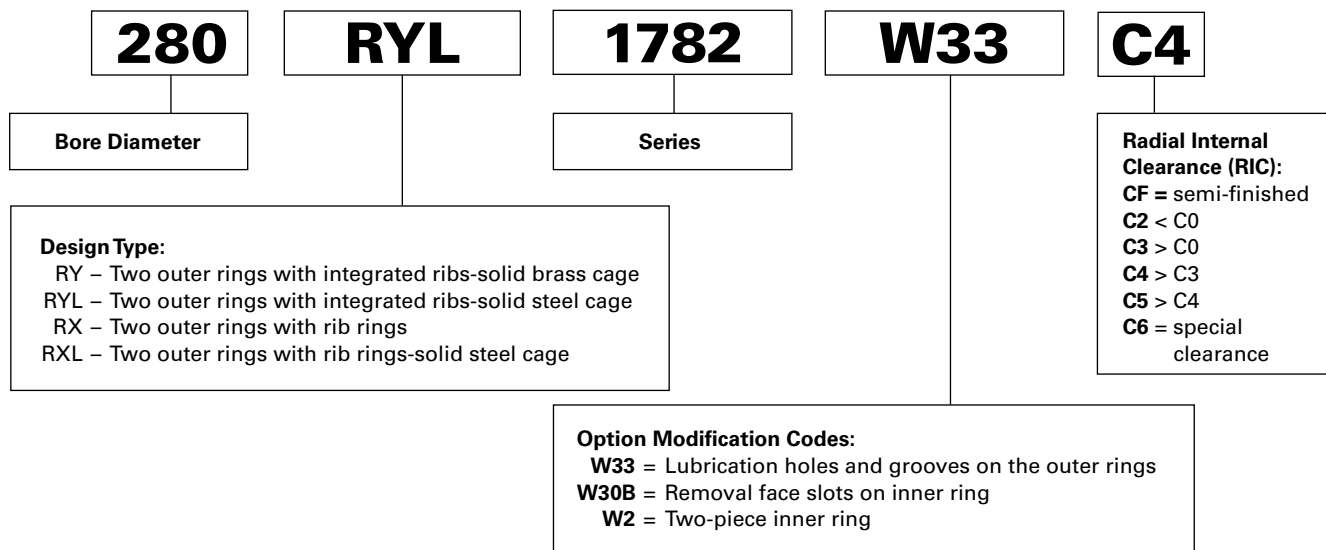 280 RYL 1782 W33 C4
Bore Diameter
Series
Radial Internal
Clearance (RIC):
CF = semi-finished
C2 < C0
C3 > C0
C4 > C3
C5 > C4
C6 = special
clearance
Design Type:
RY – Two outer rings with integrated ribs-solid brass cage
RYL – Two outer rings with integrated ribs-solid steel cage
RX – Two outer rings with rib rings
RXL – Two outer rings with rib rings-solid steel cage
Option Modification Codes:
W33 = Lubrication holes and grooves on the outer rings
W30B = Removal face slots on inner ring
W2 = Two-piece inner ring